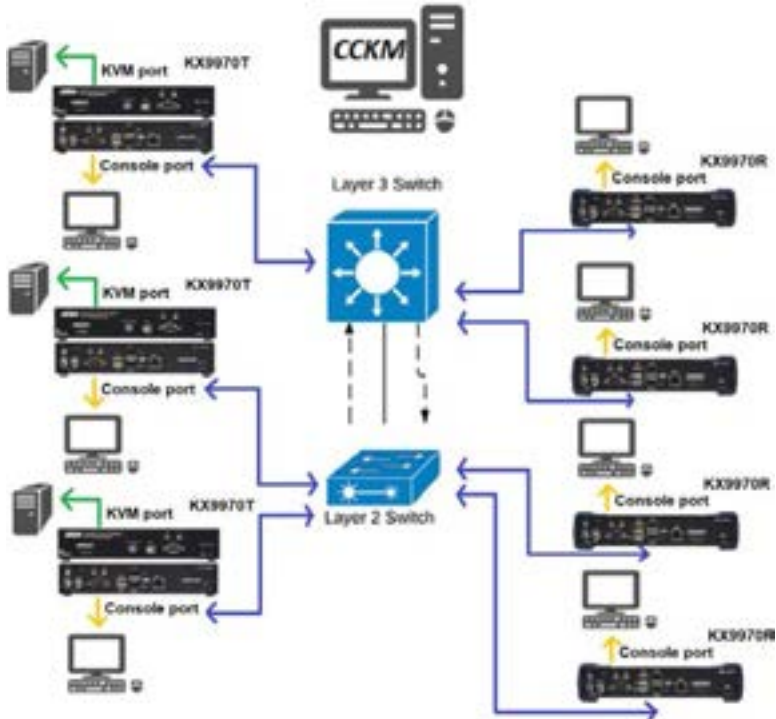 KX9970T
KVM port
Console port
KX9970T
KVM port
Console port
KX9970T
KVM port
Console port
CCKM
Layer 3 Switch
Layer 2 Switch
KX9970R
Console port
KX9970R
Console port
KX9970R
Console port
KX9970R
Console port